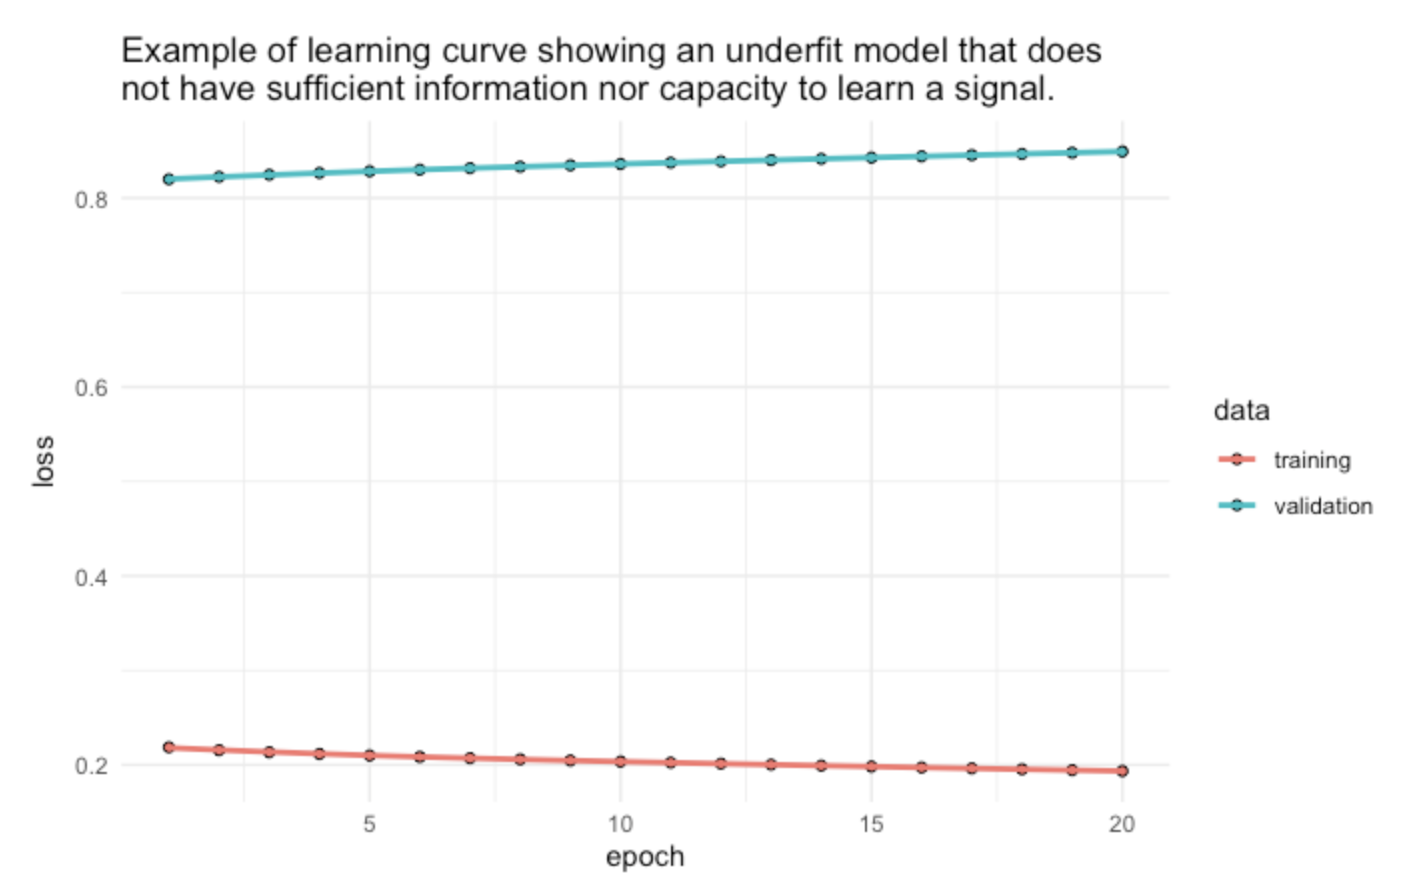 Example of learning curve showing an underfit model that does
not have sufficient information nor capacity to learn a signal.
0.8
0.6
0.4
0.2
loss
5
10
15
20
epoch
data
training
validation